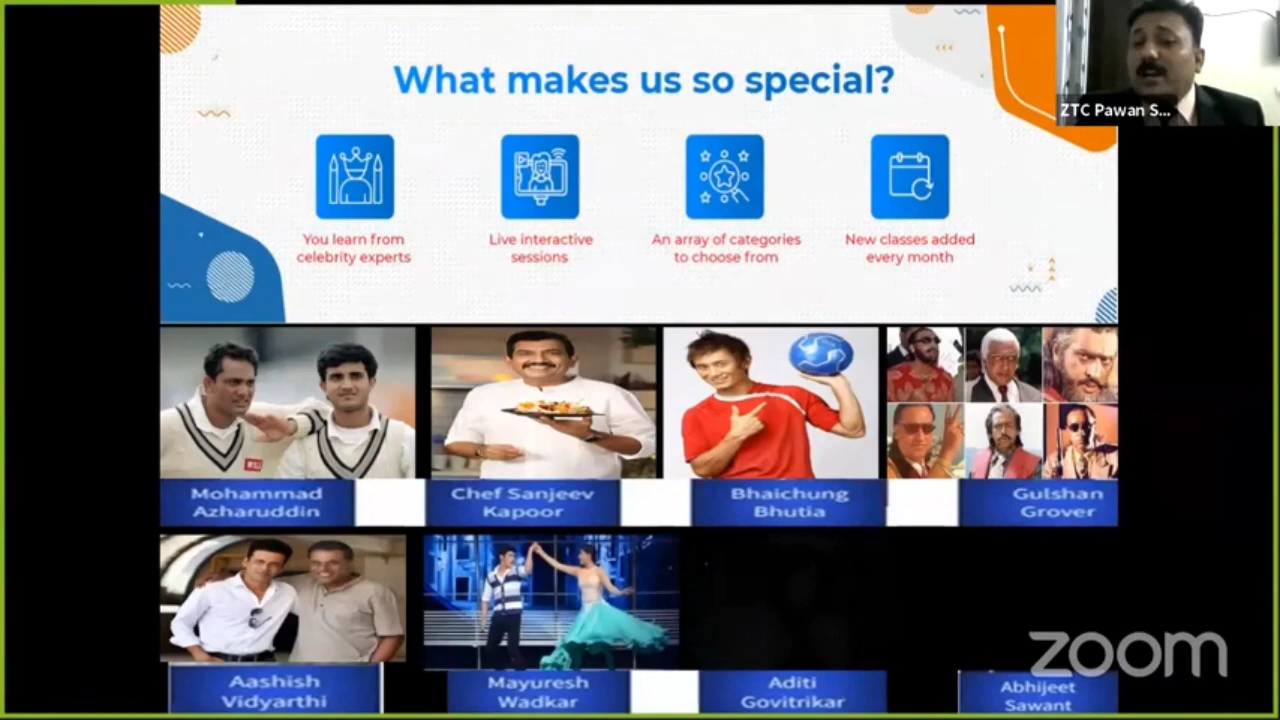 What makes us so special?
ZTC Pawan S...
You learn from
celebrity experts
Live interactive
sessions
An array of categories
to choose from
New classes added
every month
Mohammad
Azharuddin
Chef Sanjeev
Kapoor
Bhaichung
Bhutia
Gulshan
Grover
Aashish
Vidyarthi
Mayuresh
Wadkar
Aditi
Govitrikar
Abhijeet
Sawant
zoom